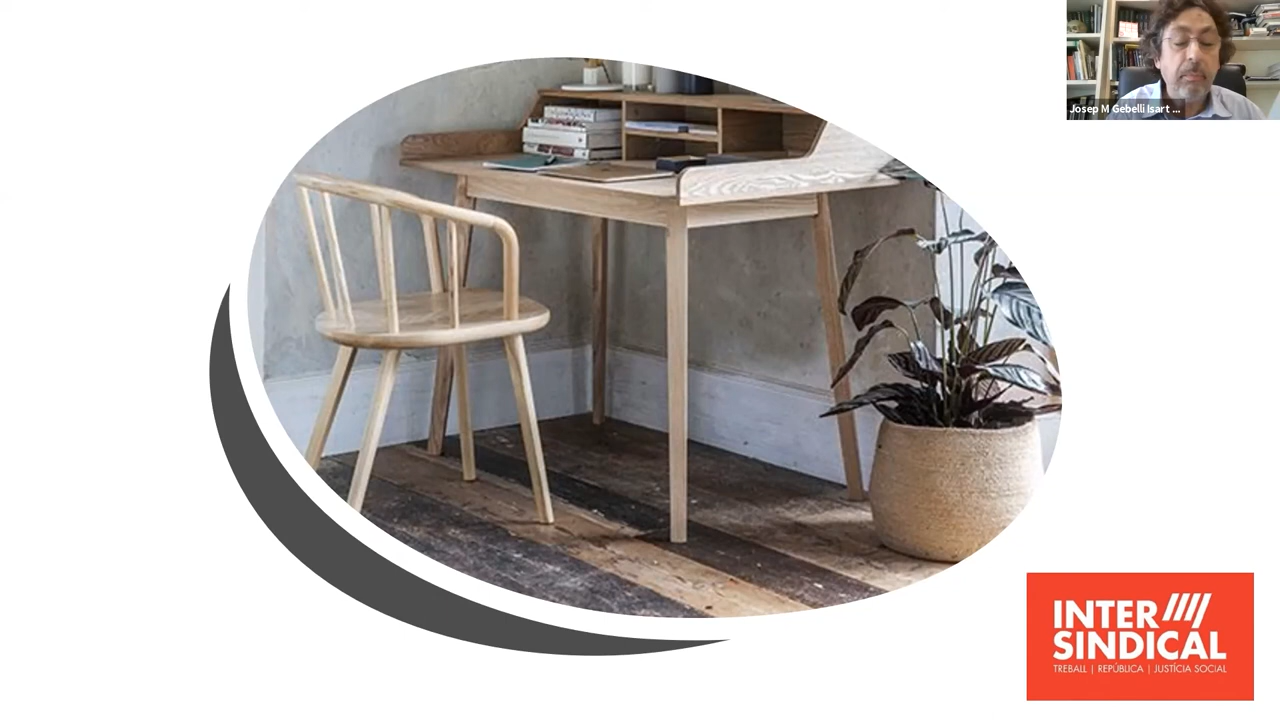 Josep M Gebelli Isart ...
INTER
SINDICAL
TREBALL | REPÚBLICA | JUSTÍCIA SOCIAL